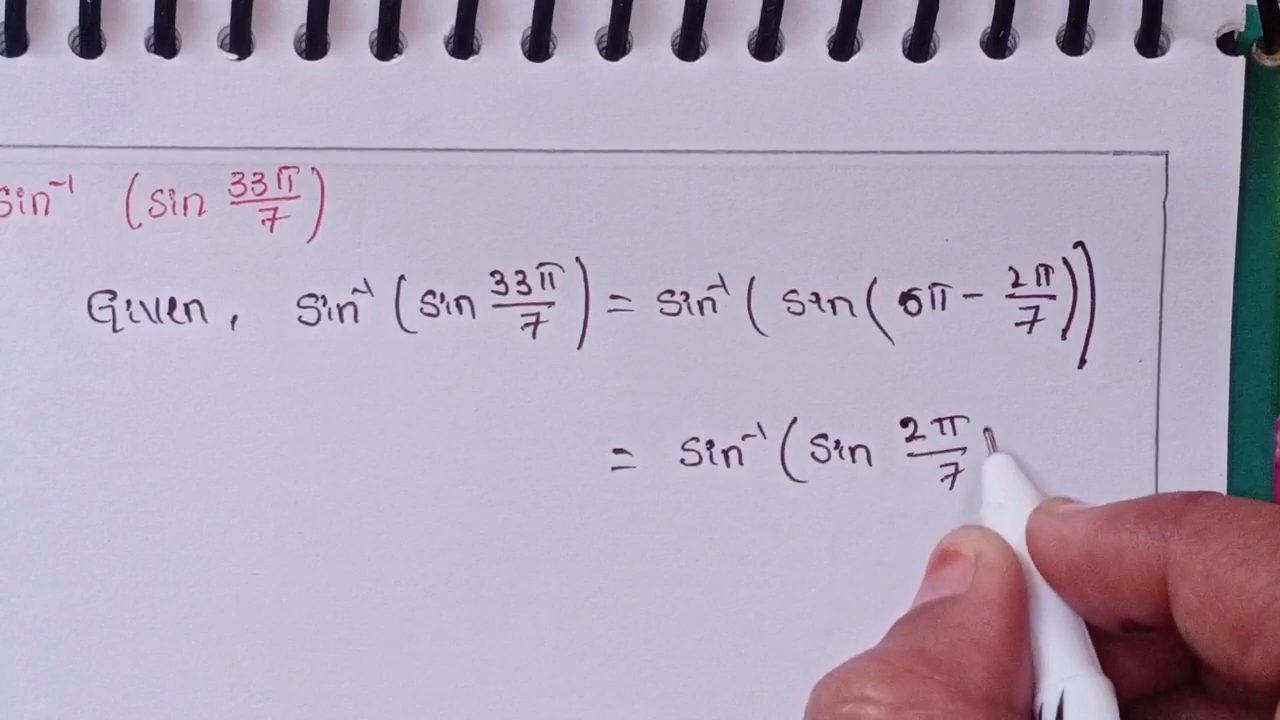 sin⁻¹ (sin 33π/7)
Given, sin⁻¹ (sin 33π/7) = sin⁻¹ (sin (5π - 2π/7))
= sin⁻¹ (sin 2π/7